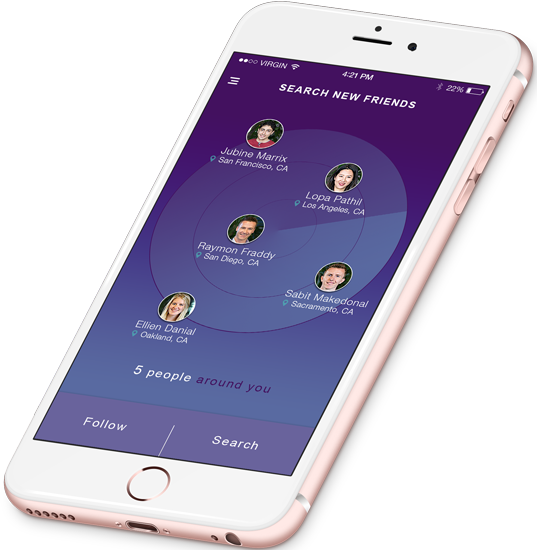 VIRGIN
4:21 PM
22%
SEARCH NEW FRIENDS
Jubine Marrix
San Francisco, CA
Lopa Pathil
Los Angeles, CA
Raymon Fraddy
San Diego, CA
Sabit Makedonal
Sacramento, CA
Ellien Danial
Oakland, CA
5 people around you
Follow
Search